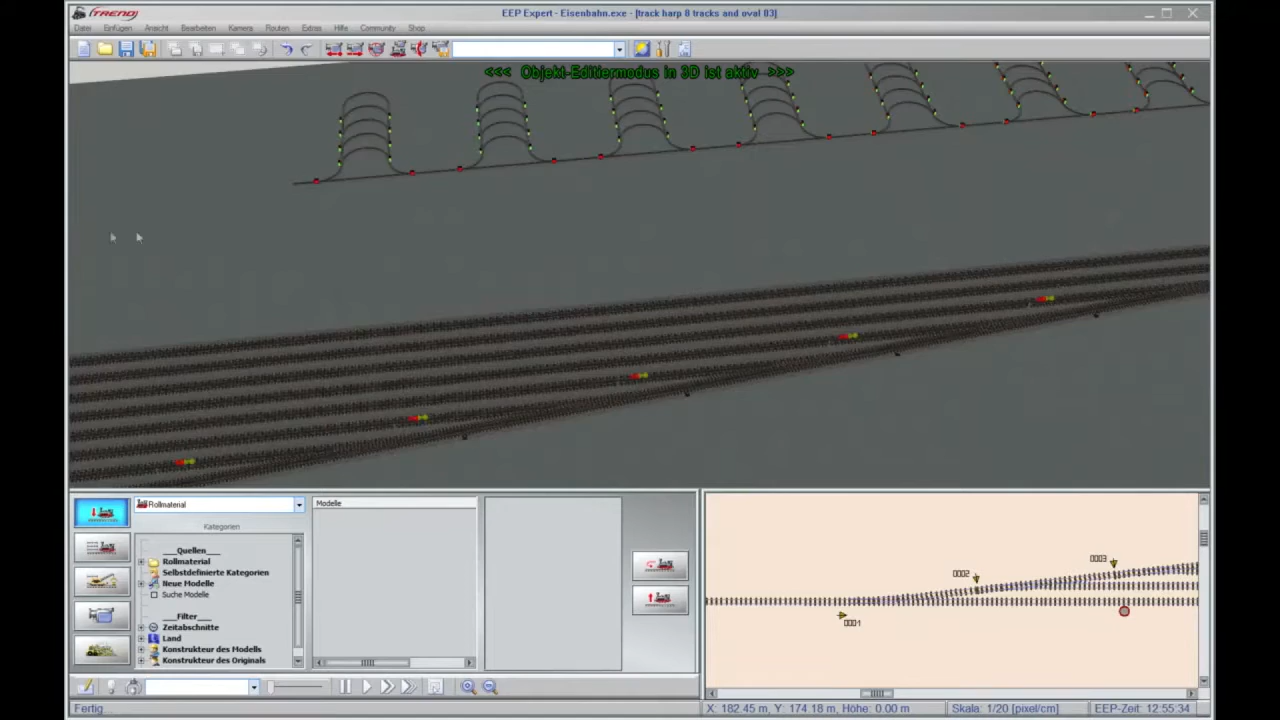 TREND
EEP Expert - Eisenbahn.exe - [track harp 8 tracks and oval 03]
Datei Einfügen Ansicht Bearbeiten Kamera Routen Extras Hilfe Community Shop
<<< Objekt-Editiermodus in 3D ist aktiv >>>
Rollmaterial
Kategorien
Modelle
___Quellen___
Rollmaterial
Selbstdefinierte Kategorien
Neue Modelle
Suche Modelle
___Filter___
Zeitabschnitte
Land
Konstrukteur des Modells
Konstrukteur des Originals
0003
0002
0001
Fertig...
X: 182.45 m, Y: 174.18 m, Höhe: 0.00 m
Skala: 1/20 [pixel/cm]
EEP-Zeit: 12:55:34